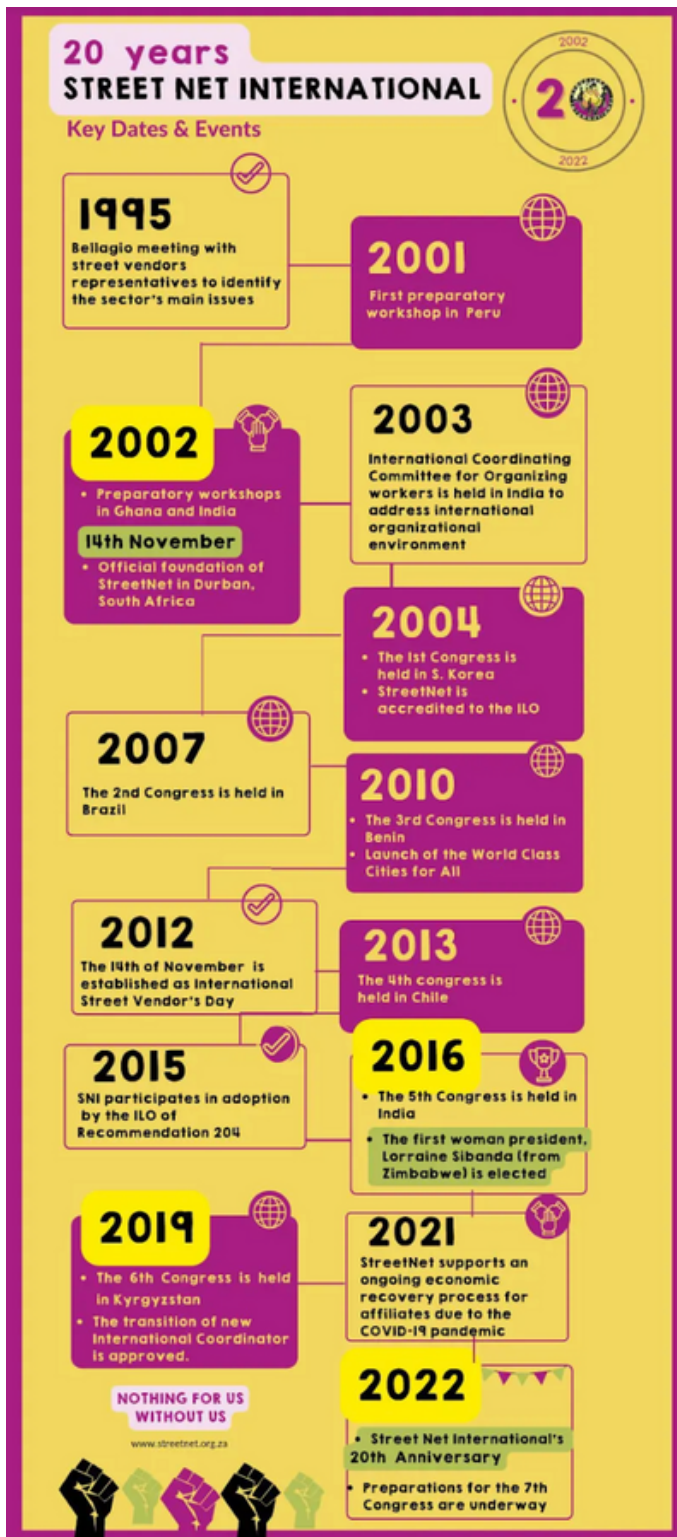 20 years
STREET NET INTERNATIONAL
Key Dates & Events
2002
20
2022
1995
Bellagio meeting with
street vendors
representatives to identify
the sector's main issues
2001
First preparatory
workshop in Peru
2002
• Preparatory workshops
in Ghana and India
14th November
• Official foundation of
StreetNet in Durban,
South Africa
2003
International Coordinating
Committee for Organizing
workers is held in India to
address international
organizational
environment
2004
• The 1st Congress is
held in S. Korea
• StreetNet is
accredited to the ILO
2007
The 2nd Congress is held in
Brazil
2010
• The 3rd Congress is held in
Benin
• Launch of the World Class
Cities for All
2012
The 14th of November is
established as International
Street Vendor's Day
2013
The 4th congress is
held in Chile
2015
SNI participates in adoption
by the ILO of
Recommendation 204
2016
• The 5th Congress is held in
India
• The first woman president,
Lorraine Sibanda (from
Zimbabwe) is elected
2019
• The 6th Congress is held
in Kyrgyzstan
• The transition of new
International Coordinator
is approved.
2021
StreetNet supports an
ongoing economic
recovery process for
affiliates due to the
COVID-19 pandemic
2022
• Street Net International's
20th Anniversary
• Preparations for the 7th
Congress are underway
NOTHING FOR US
WITHOUT US
www.streetnet.org.za